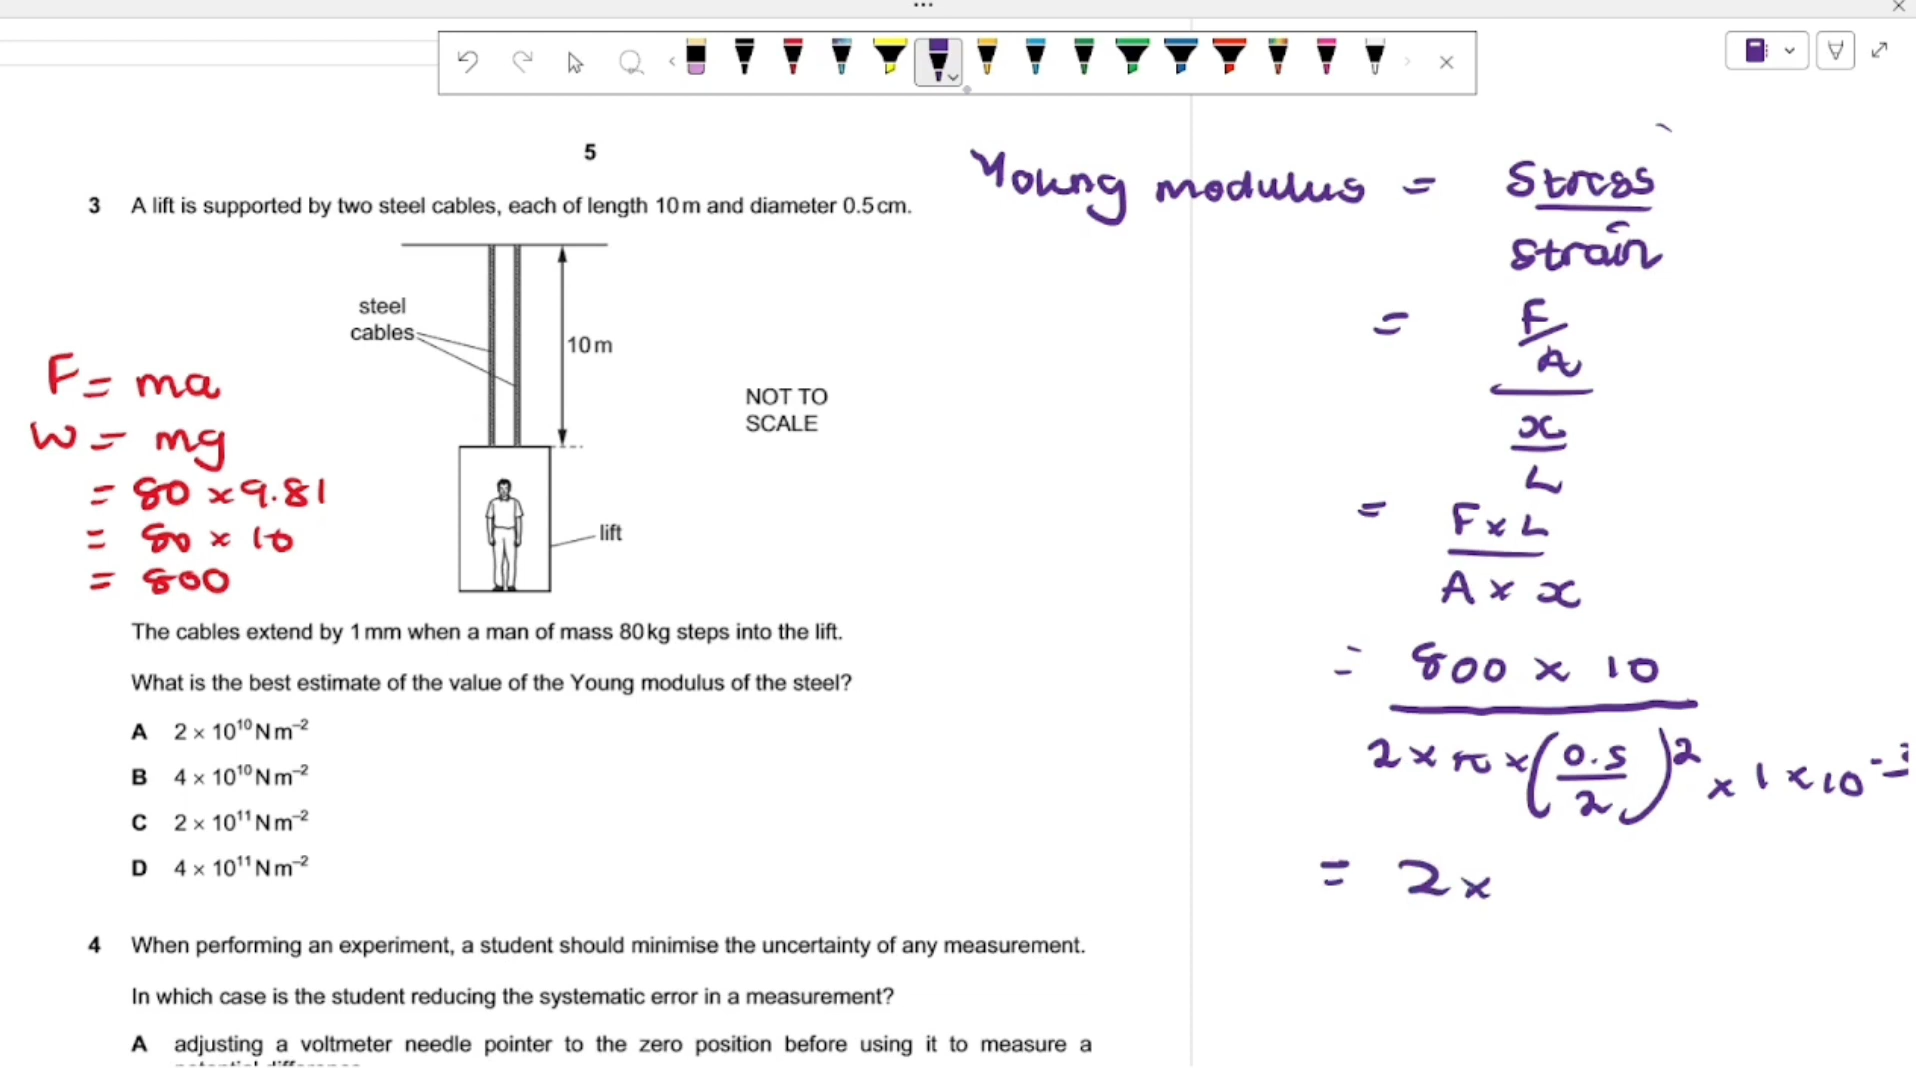 5
3 A lift is supported by two steel cables, each of length 10 m and diameter 0.5 cm.
steel
cables
10 m
NOT TO
SCALE
lift
F = ma
W = mg
= 80 × 9.81
= 80 × 10
= 800
The cables extend by 1 mm when a man of mass 80 kg steps into the lift.
What is the best estimate of the value of the Young modulus of the steel?
A 2 × 10¹⁰ N m⁻²
B 4 × 10¹⁰ N m⁻²
C 2 × 10¹¹ N m⁻²
D 4 × 10¹¹ N m⁻²
4 When performing an experiment, a student should minimise the uncertainty of any measurement.
In which case is the student reducing the systematic error in a measurement?
A adjusting a voltmeter needle pointer to the zero position before using it to measure a
Young modulus = Stress
Strain
= F/A
x
L
= F × L
A × x
= 800 × 10
2 × π × (0.5/2)² × 1 × 10
= 2 ×